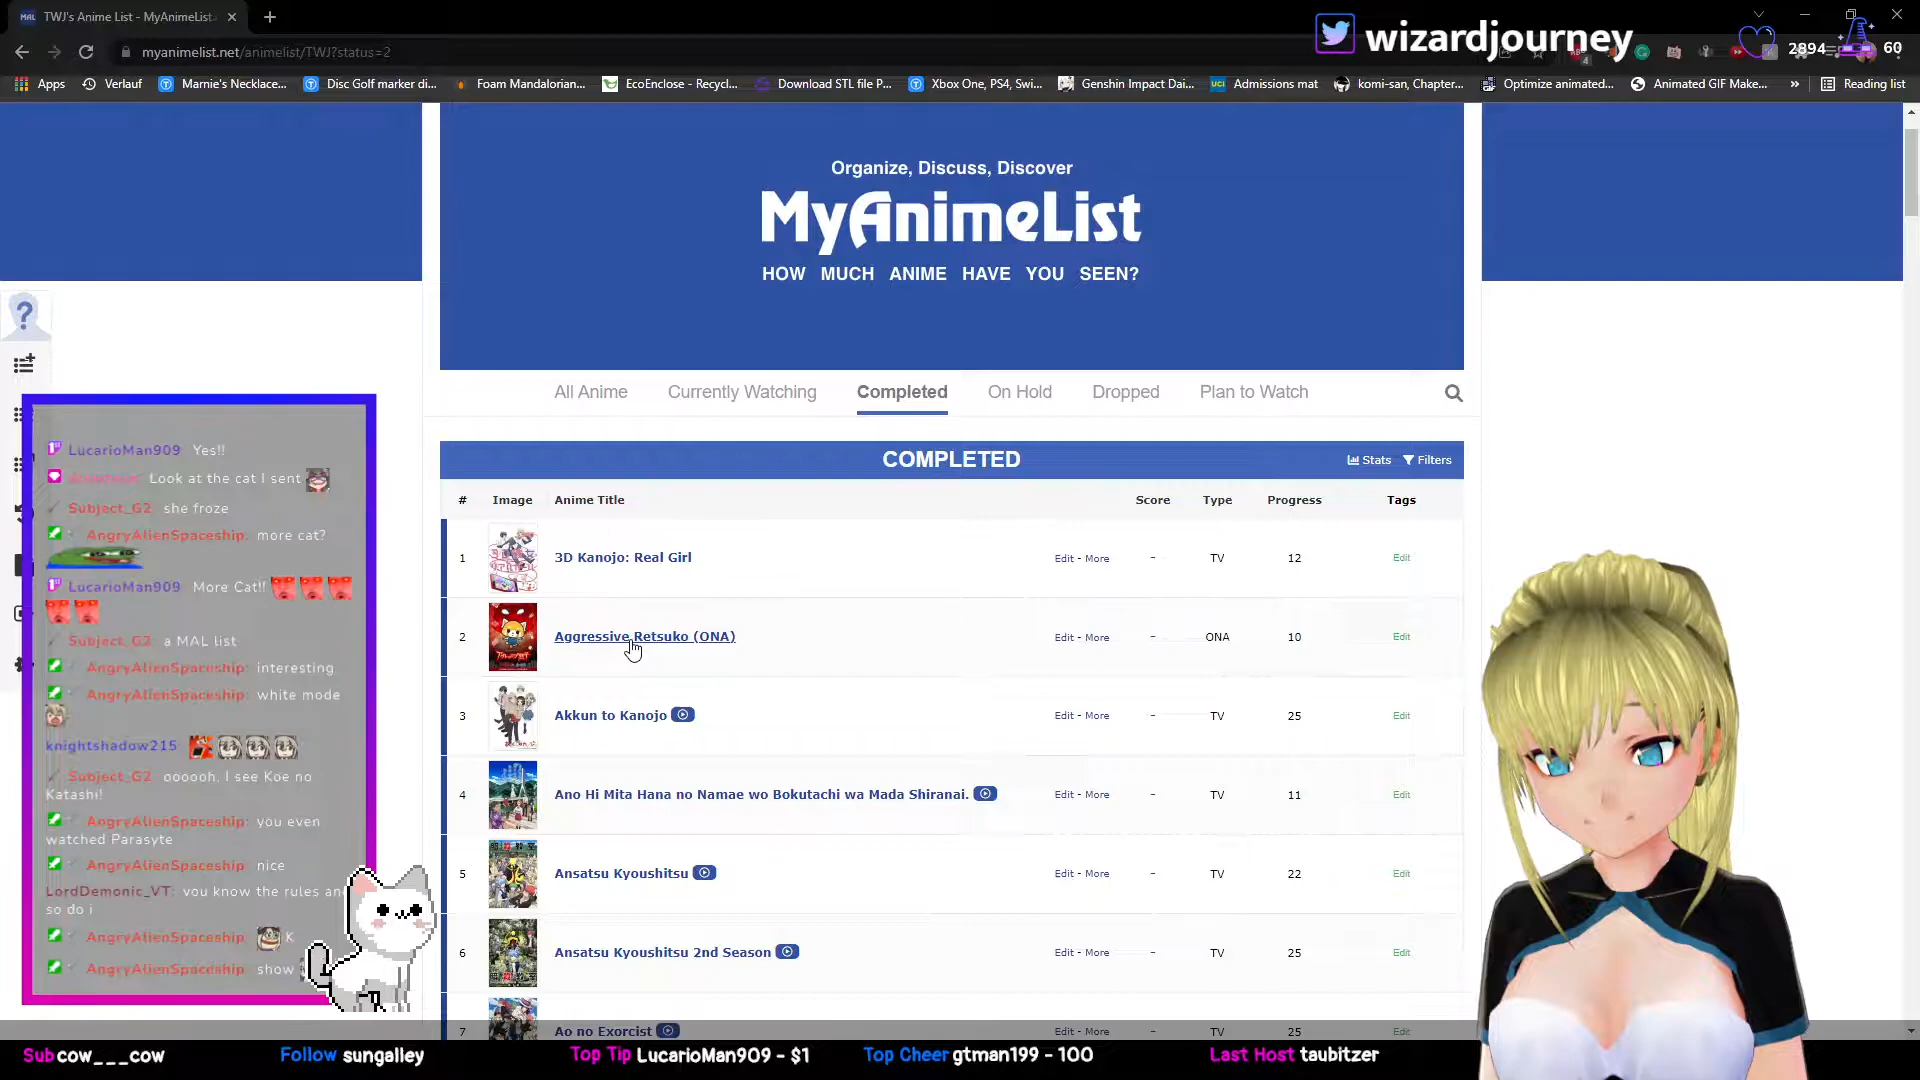 MAL TWJ's Anime List - MyAnimeList
myanimelist.net/animelist/TWJ?status=2
wizardjourney
2894
60
Apps
Verlauf
Marnie's Necklace...
Disc Golf marker di...
Foam Mandalorian...
EcoEnclose - Recycl...
Download STL file P...
Xbox One, PS4, Swi...
Genshin Impact Dai...
UCI Admissions mat
komi-san, Chapter...
Optimize animated...
Animated GIF Make...
»
Reading list
Organize, Discuss, Discover
MyAnimeList
HOW MUCH ANIME HAVE YOU SEEN?
All Anime
Currently Watching
Completed
On Hold
Dropped
Plan to Watch
COMPLETED
Stats
Filters
# Image Anime Title Score Type Progress Tags
1 3D Kanojo: Real Girl Edit - More - TV 12 Edit
2 Aggressive Retsuko (ONA) Edit - More - ONA 10 Edit
3 Akkun to Kanojo Edit - More - TV 25 Edit
4 Ano Hi Mita Hana no Namae wo Bokutachi wa Mada Shiranai. Edit - More - TV 11 Edit
5 Ansatsu Kyoushitsu Edit - More - TV 22 Edit
6 Ansatsu Kyoushitsu 2nd Season Edit - More - TV 25 Edit
7 Ao no Exorcist Edit - More - TV 25 Edit
LucarioMan909 Yes!!
Look at the cat I sent
Subject_G2 she froze
AngryAlienSpaceship: more cat?
LucarioMan909 More Cat!!
Subject_G2 a MAL list
AngryAlienSpaceship: interesting
AngryAlienSpaceship: white mode
knightshadow215
Subject_G2 oooooh, I see Koe no
Katashi!
AngryAlienSpaceship: you even
watched Parasyte
AngryAlienSpaceship nice
LordDemonic_VT: you know the rules an
so do i
AngryAlienSpaceship K
AngryAlienSpaceship: show
Sub cow___cow
Follow sungalley
Top Tip LucarioMan909 - $1
Top Cheer gtman199 - 100
Last Host taubitzer